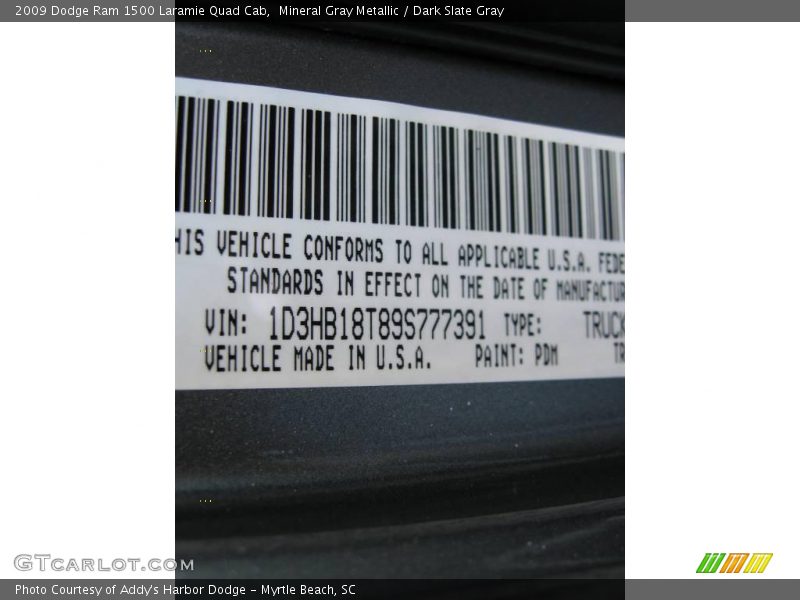 2009 Dodge Ram 1500 Laramie Quad Cab,  Mineral Gray Metallic / Dark Slate Gray
HIS VEHICLE CONFORMS TO ALL APPLICABLE U.S.A. FEDE
STANDARDS IN EFFECT ON THE DATE OF MANUFACTUR
VIN: 1D3HB18T89S777391 TYPE: TRUCK
VEHICLE MADE IN U.S.A. PAINT: PDM TR
GTCARLOT.COM
Photo Courtesy of Addy's Harbor Dodge - Myrtle Beach, SC